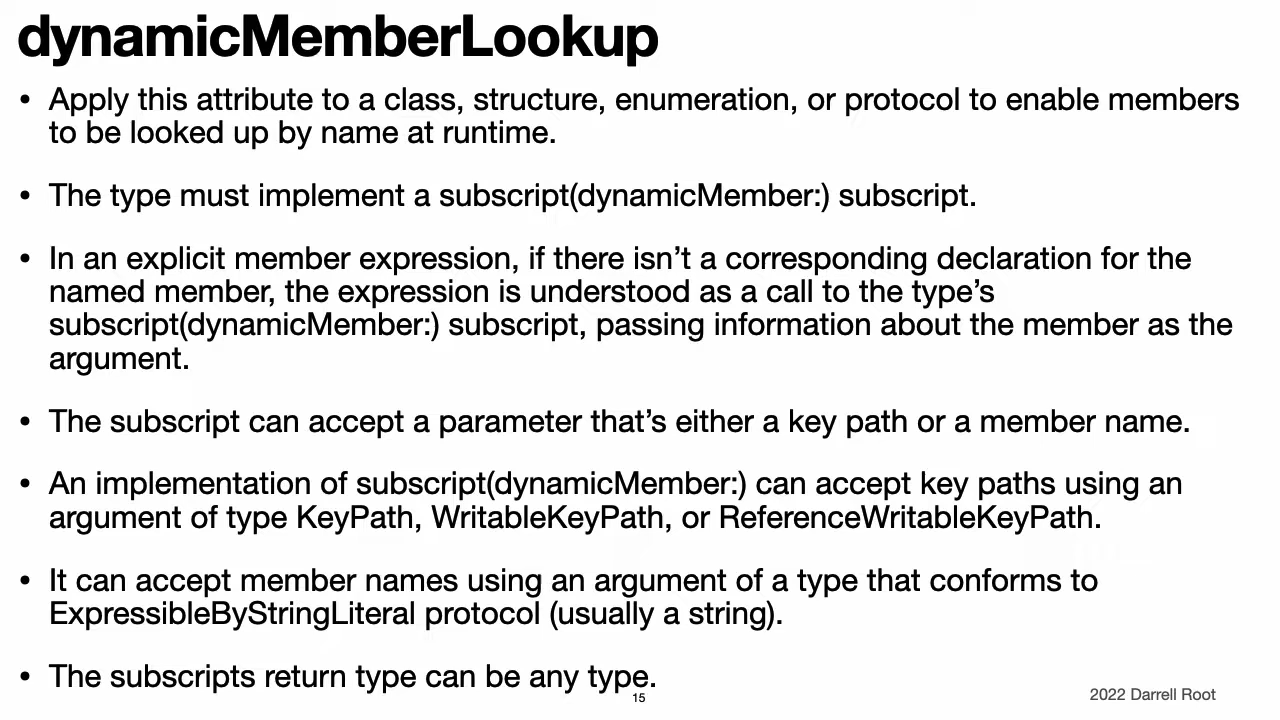 dynamicMemberLookup
• Apply this attribute to a class, structure, enumeration, or protocol to enable members
to be looked up by name at runtime.
• The type must implement a subscript(dynamicMember:) subscript.
• In an explicit member expression, if there isn’t a corresponding declaration for the
named member, the expression is understood as a call to the type’s
subscript(dynamicMember:) subscript, passing information about the member as the
argument.
• The subscript can accept a parameter that’s either a key path or a member name.
• An implementation of subscript(dynamicMember:) can accept key paths using an
argument of type KeyPath, WritableKeyPath, or ReferenceWritableKeyPath.
• It can accept member names using an argument of a type that conforms to
ExpressibleByStringLiteral protocol (usually a string).
• The subscripts return type can be any type.
15
2022 Darrell Root